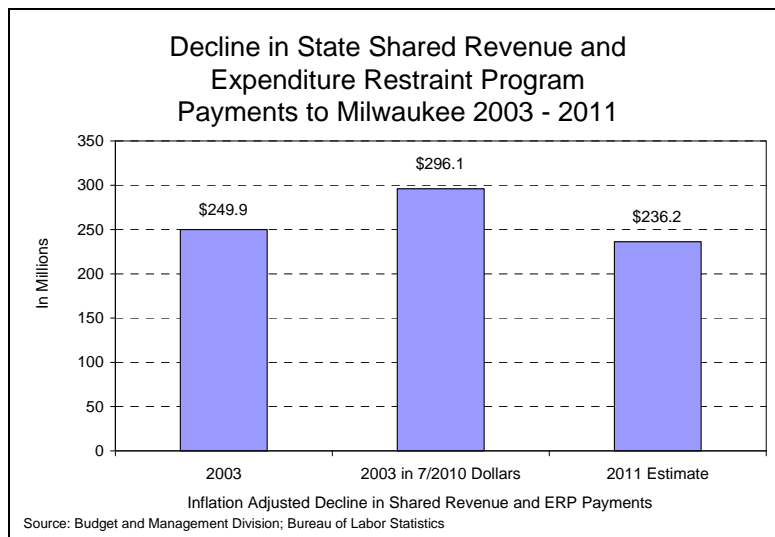 Decline in State Shared Revenue and
Expenditure Restraint Program
Payments to Milwaukee 2003 - 2011
350
300
250
200
150
100
50
0
In Millions
$249.9
$296.1
$236.2
2003
2003 in 7/2010 Dollars
2011 Estimate
Inflation Adjusted Decline in Shared Revenue and ERP Payments
Source: Budget and Management Division; Bureau of Labor Statistics